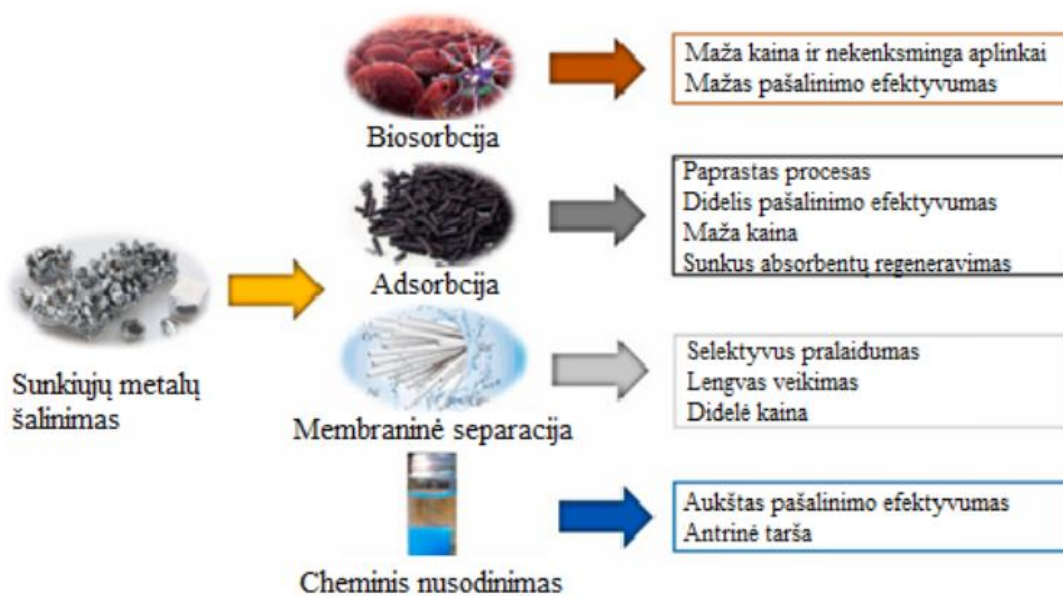 Sunkiųjų metalų
šalinimas
Biosorbcija
Maža kaina ir nekenksminga aplinkai
Mažas pašalinimo efektyvumas
Adsorbcija
Paprastas procesas
Didelis pašalinimo efektyvumas
Maža kaina
Sunkus absorbentų regeneravimas
Membraninė separacija
Selektyvus pralaidumas
Lengvas veikimas
Didelė kaina
Cheminis nusodinimas
Aukštas pašalinimo efektyvumas
Antrinė tarša